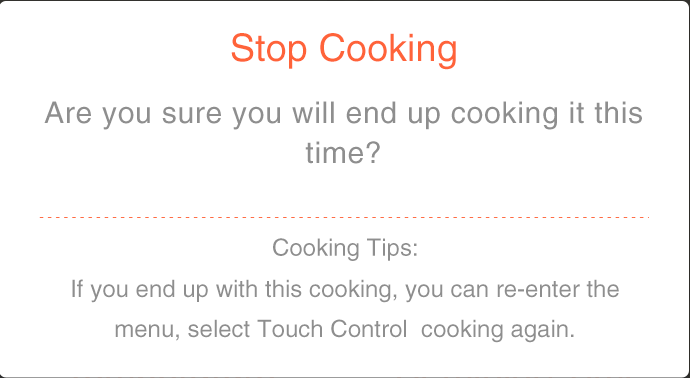 Stop Cooking
Are you sure you will end up cooking it this
time?
Cooking Tips:
If you end up with this cooking, you can re-enter the
menu, select Touch Control  cooking again.